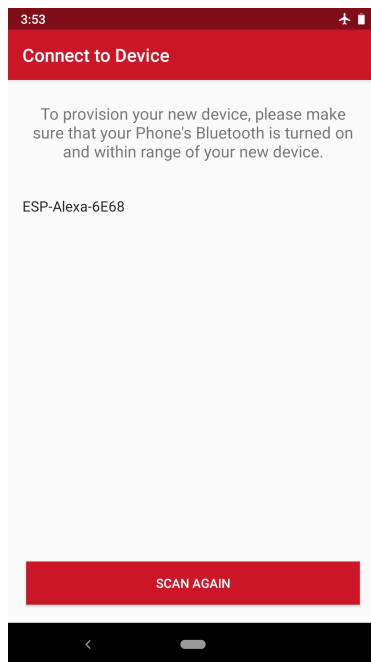 3:53
Connect to Device
To provision your new device, please make
sure that your Phone's Bluetooth is turned on
and within range of your new device.
ESP-Alexa-6E68
SCAN AGAIN